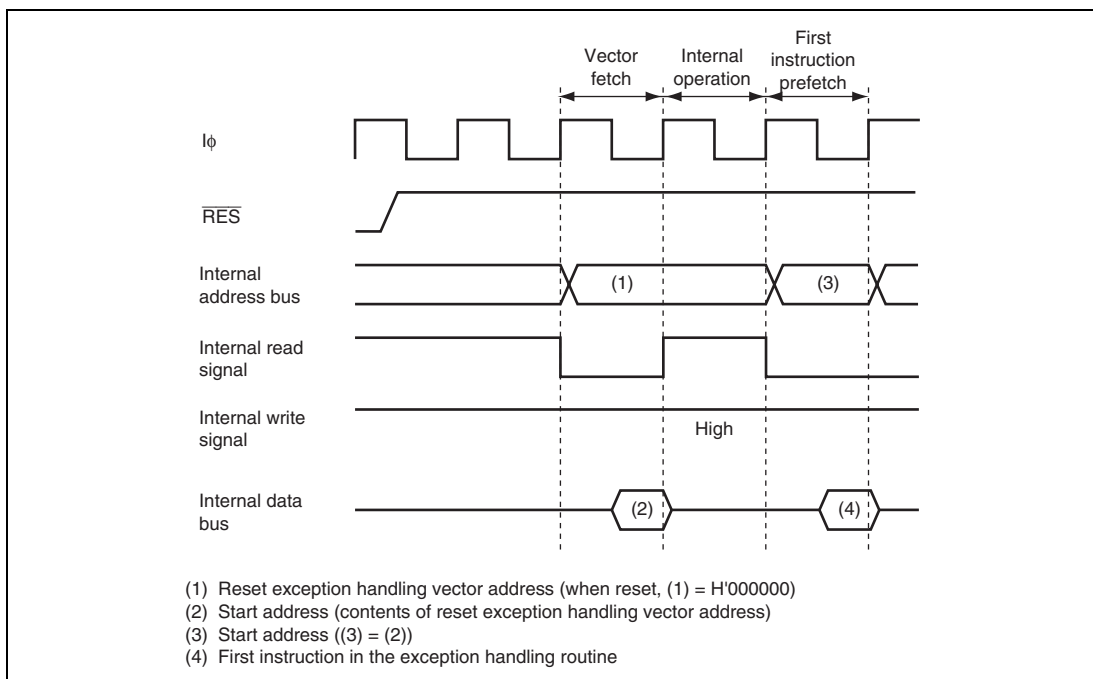 Vector
fetch
Internal
operation
First
instruction
prefetch
Iϕ
RES
Internal
address bus
(1)
(3)
Internal read
signal
Internal write
signal
High
Internal data
bus
(2)
(4)
(1) Reset exception handling vector address (when reset, (1) = H'000000)
(2) Start address (contents of reset exception handling vector address)
(3) Start address ((3) = (2))
(4) First instruction in the exception handling routine